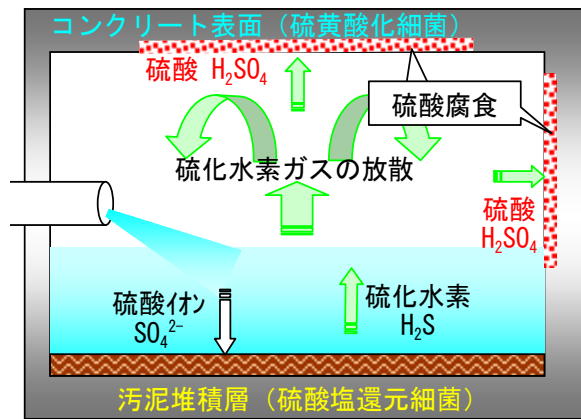 コンクリート表面（硫黄酸化細菌）
硫酸 H₂SO₄
硫酸腐食
硫化水素ガスの放散
硫酸
H₂SO₄
硫酸ｲｵﾝ
SO₄²⁻
硫化水素
H₂S
汚泥堆積層（硫酸塩還元細菌）